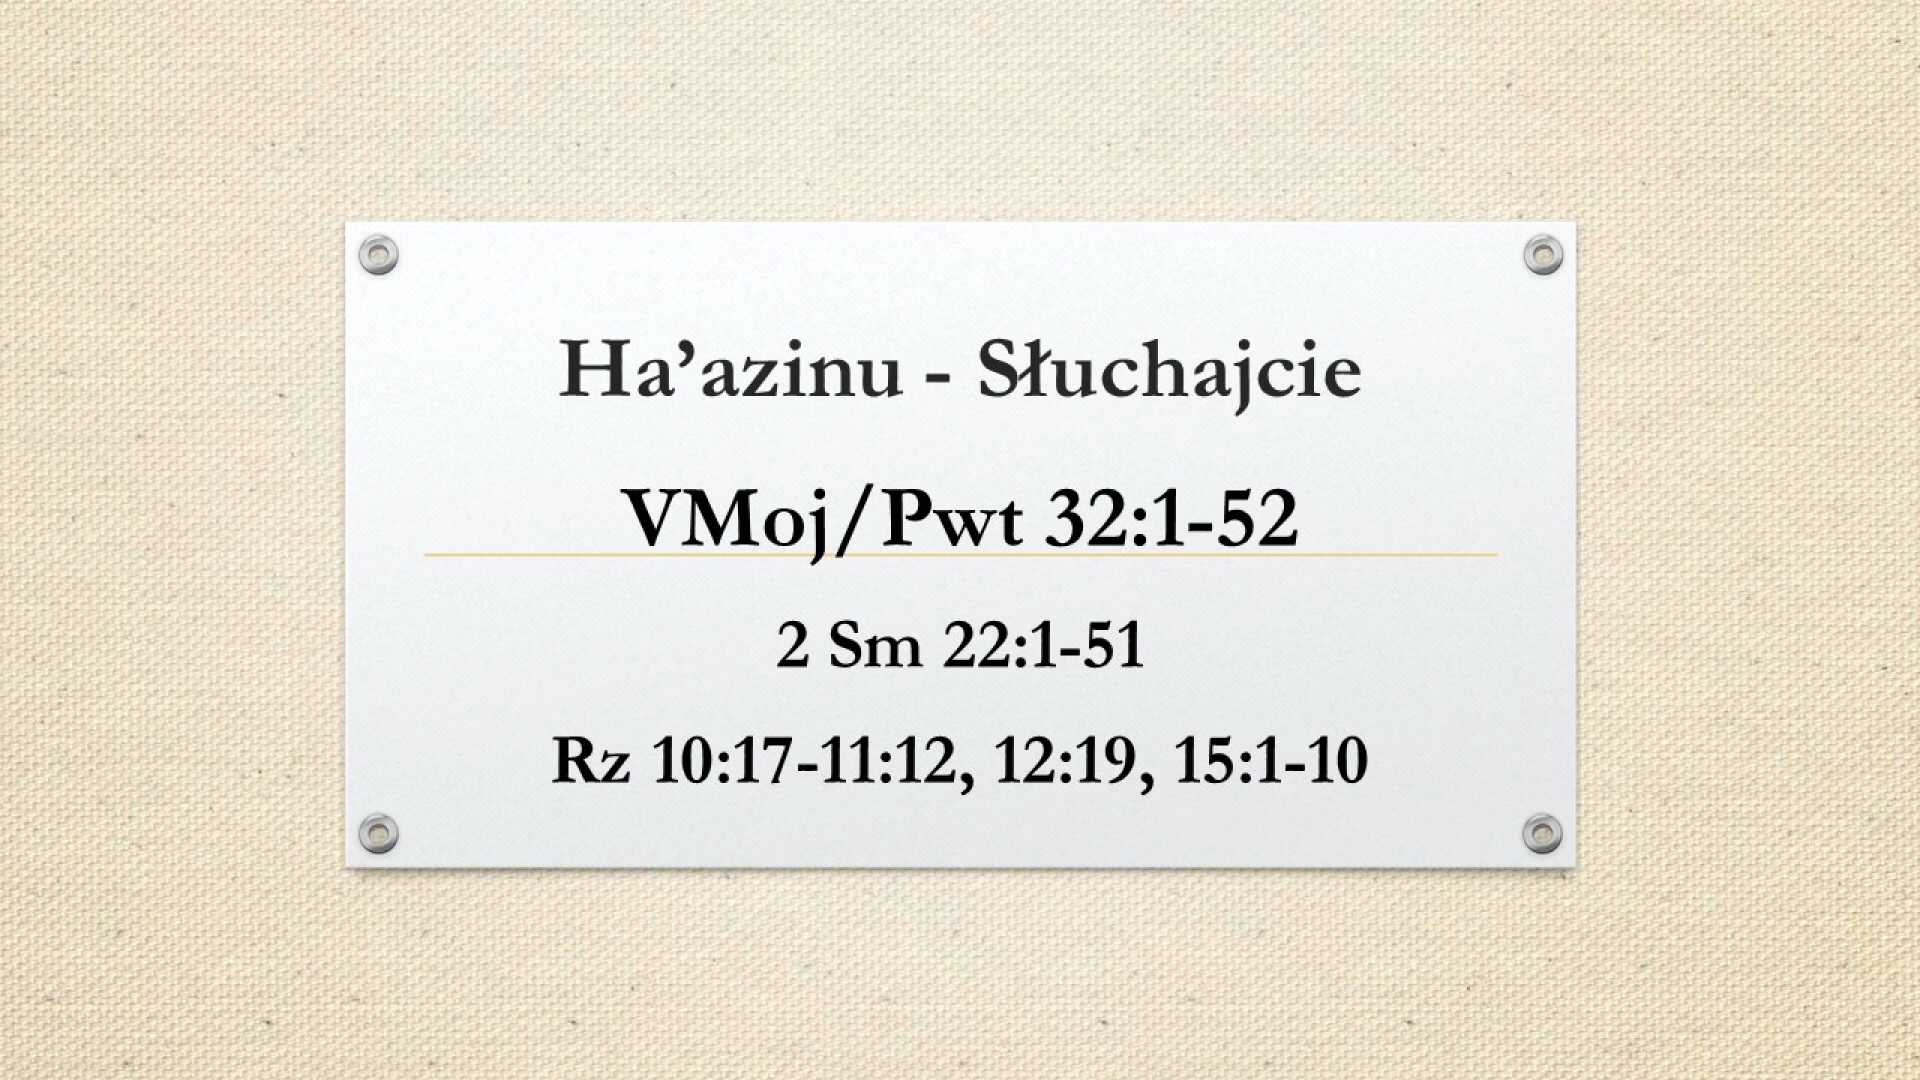 Ha’azinu - Słuchajcie
VMoj/Pwt 32:1-52
2 Sm 22:1-51
Rz 10:17-11:12, 12:19, 15:1-10